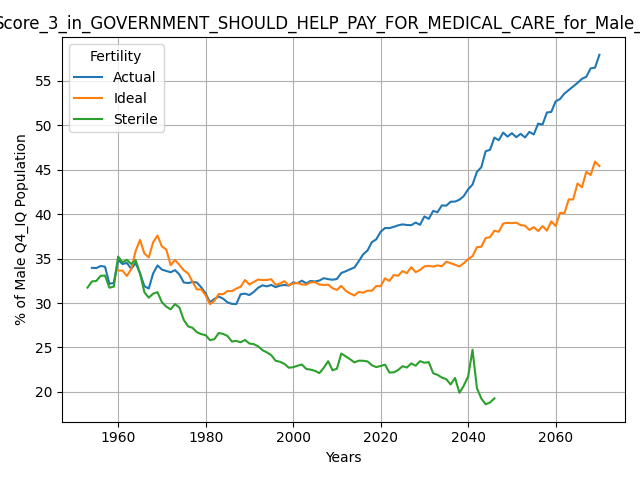 Score_3_in_GOVERNMENT_SHOULD_HELP_PAY_FOR_MEDICAL_CARE_for_Male_
Fertility
Actual
Ideal
Sterile
% of Male Q4_IQ Population
55
50
45
40
35
30
25
20
1960 1980 2000 2020 2040 2060
Years